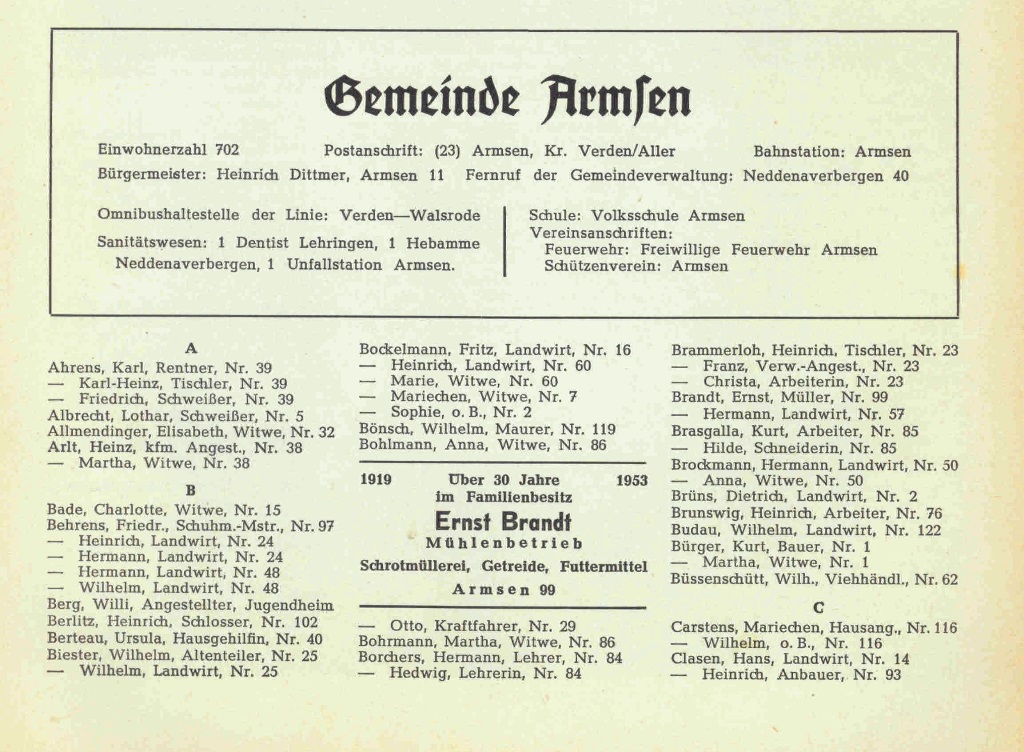 Gemeinde Armsen
Einwohnerzahl 702 Postanschrift: (23) Armsen, Kr. Verden/Aller Bahnstation: Armsen
Bürgermeister: Heinrich Dittmer, Armsen 11 Fernruf der Gemeindeverwaltung: Neddenaverbergen 40
Omnibushaltestelle der Linie: Verden—Walsrode
Sanitätswesen: 1 Dentist Lehringen, 1 Hebamme
Neddenaverbergen, 1 Unfallstation Armsen.
Schule: Volksschule Armsen
Vereinsanschriften:
Feuerwehr: Freiwillige Feuerwehr Armsen
Schützenverein: Armsen
A
Ahrens, Karl, Rentner, Nr. 39
— Karl-Heinz, Tischler, Nr. 39
— Friedrich, Schweißer, Nr. 39
Albrecht, Lothar, Schweißer, Nr. 5
Allmendinger, Elisabeth, Witwe, Nr. 32
Arlt, Heinz, kfm. Angest., Nr. 38
— Martha, Witwe, Nr. 38
B
Bade, Charlotte, Witwe, Nr. 15
Behrens, Friedr., Schuhm.-Mstr., Nr. 97
— Heinrich, Landwirt, Nr. 24
— Hermann, Landwirt, Nr. 24
— Hermann, Landwirt, Nr. 48
— Wilhelm, Landwirt, Nr. 48
Berg, Willi, Angestellter, Jugendheim
Berlitz, Heinrich, Schlosser, Nr. 102
Berteau, Ursula, Hausgehilfin, Nr. 40
Biester, Wilhelm, Altenteiler, Nr. 25
— Wilhelm, Landwirt, Nr. 25
Bockelmann, Fritz, Landwirt, Nr. 16
— Heinrich, Landwirt, Nr. 60
— Marie, Witwe, Nr. 60
— Mariechen, Witwe, Nr. 7
— Sophie, o. B., Nr. 2
Bönsch, Wilhelm, Maurer, Nr. 119
Bohlmann, Anna, Witwe, Nr. 86
1919 Über 30 Jahre 1953
im Familienbesitz
Ernst Brandt
Mühlenbetrieb
Schrotmüllerei, Getreide, Futtermittel
Armsen 99
— Otto, Kraftfahrer, Nr. 29
Bohrmann, Martha, Witwe, Nr. 86
Borchers, Hermann, Lehrer, Nr. 84
— Hedwig, Lehrerin, Nr. 84
Brammerloh, Heinrich, Tischler, Nr. 23
— Franz, Verw.-Angest., Nr. 23
— Christa, Arbeiterin, Nr. 23
Brandt, Ernst, Müller, Nr. 99
— Hermann, Landwirt, Nr. 57
Brasgalla, Kurt, Arbeiter, Nr. 85
— Hilde, Schneiderin, Nr. 85
Brockmann, Hermann, Landwirt, Nr. 50
— Anna, Witwe, Nr. 50
Brüns, Dietrich, Landwirt, Nr. 2
Brunswig, Heinrich, Arbeiter, Nr. 76
Budau, Wilhelm, Landwirt, Nr. 122
Bürger, Kurt, Bauer, Nr. 1
— Martha, Witwe, Nr. 1
Büssenschütt, Wilh., Viehhändl., Nr. 62
C
Carstens, Mariechen, Hausang., Nr. 116
— Wilhelm, o. B., Nr. 116
Clasen, Hans, Landwirt, Nr. 14
— Heinrich, Anbauer, Nr. 93